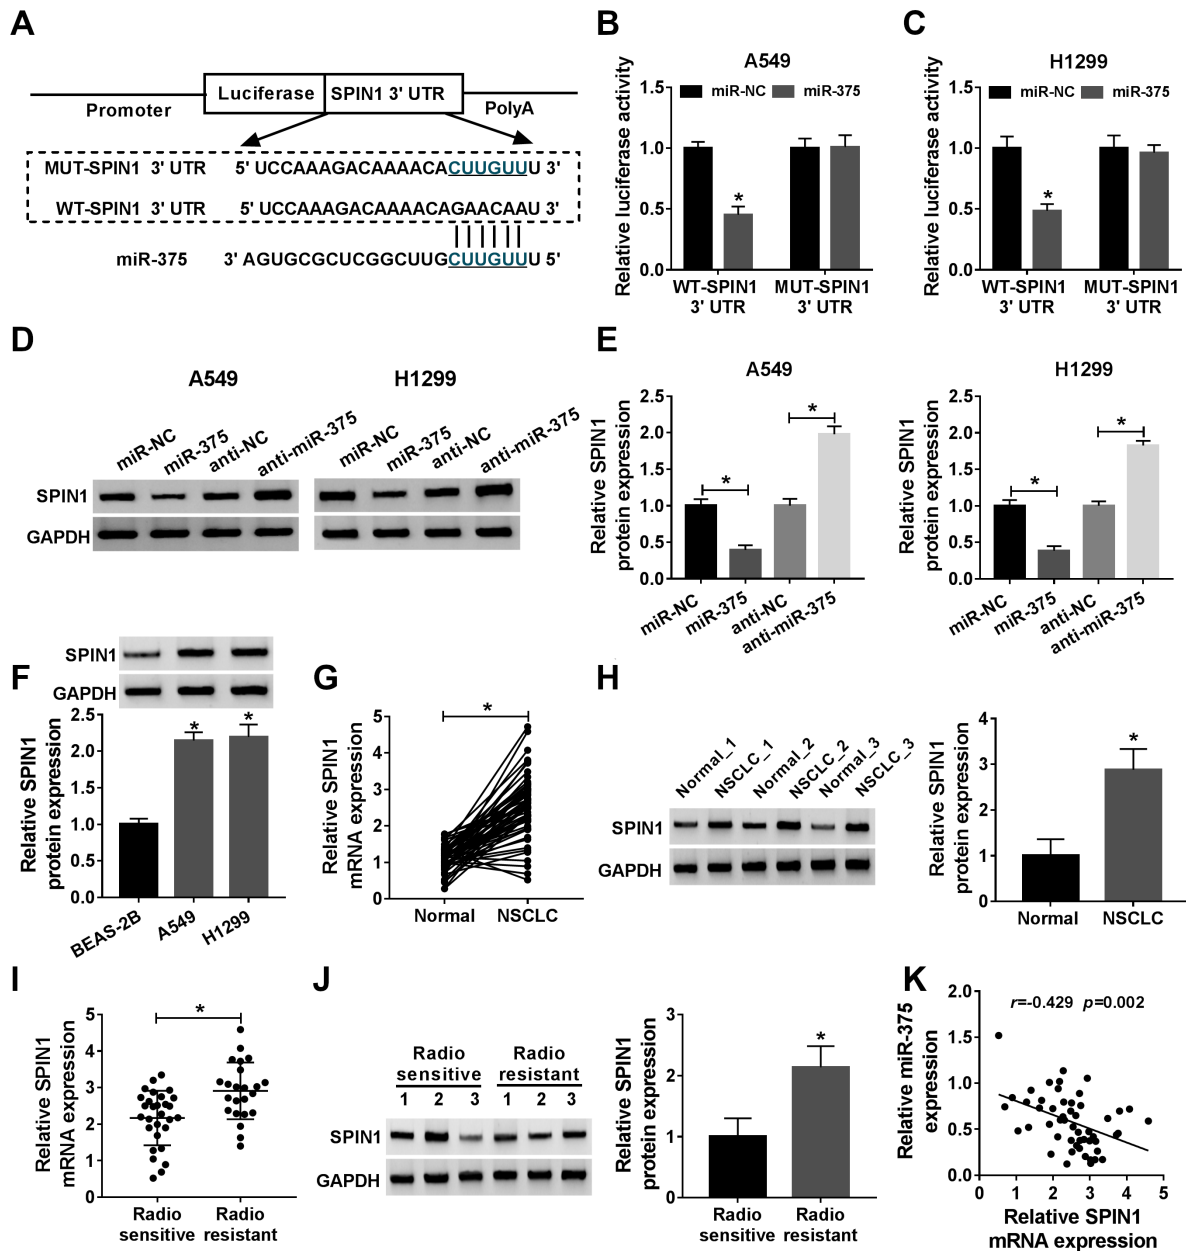 A
Promoter
Luciferase
SPIN1 3' UTR
PolyA
MUT-SPIN1 3' UTR 5' UCCAAAGACAAAACACUUGUUU 3'
WT-SPIN1 3' UTR 5' UCCAAAGACAAAACAGAACAAU 3'
miR-375 3' AGUGCGCUCGGCUUGCUUGUUU 5'
B
A549
Relative luciferase activity
1.5
1.0
0.5
0.0
miR-NC
miR-375
*
WT-SPIN1
3' UTR
MUT-SPIN1
3' UTR
C
H1299
Relative luciferase activity
1.5
1.0
0.5
0.0
miR-NC
miR-375
*
WT-SPIN1
3' UTR
MUT-SPIN1
3' UTR
D
A549
H1299
miR-NC
miR-375
anti-NC
anti-miR-375
miR-NC
miR-375
anti-NC
anti-miR-375
SPIN1
GAPDH
E
A549
Relative SPIN1
protein expression
2.5
2.0
1.5
1.0
0.5
0.0
*
*
miR-NC
miR-375
anti-NC
anti-miR-375
H1299
Relative SPIN1
protein expression
2.5
2.0
1.5
1.0
0.5
0.0
*
*
miR-NC
miR-375
anti-NC
anti-miR-375
F
SPIN1
GAPDH
Relative SPIN1
protein expression
2.5
2.0
1.5
1.0
0.5
0.0
*
*
BEAS-2B
A549
H1299
G
Relative SPIN1
mRNA expression
5
4
3
2
1
0
*
Normal
NSCLC
H
Normal_1
NSCLC_1
Normal_2
NSCLC_2
Normal_3
NSCLC_3
SPIN1
GAPDH
Relative SPIN1
protein expression
4
3
2
1
0
*
Normal
NSCLC
I
Relative SPIN1
mRNA expression
5
4
3
2
1
0
*
Radio
sensitive
Radio
resistant
J
Radio
sensitive
Radio
resistant
1 2 3 1 2 3
SPIN1
GAPDH
Relative SPIN1
protein expression
3
2
1
0
*
Radio
sensitive
Radio
resistant
K
Relative miR-375
expression
2.0
1.5
1.0
0.5
0.0
r=-0.429 p=0.002
0 1 2 3 4 5
Relative SPIN1
mRNA expression